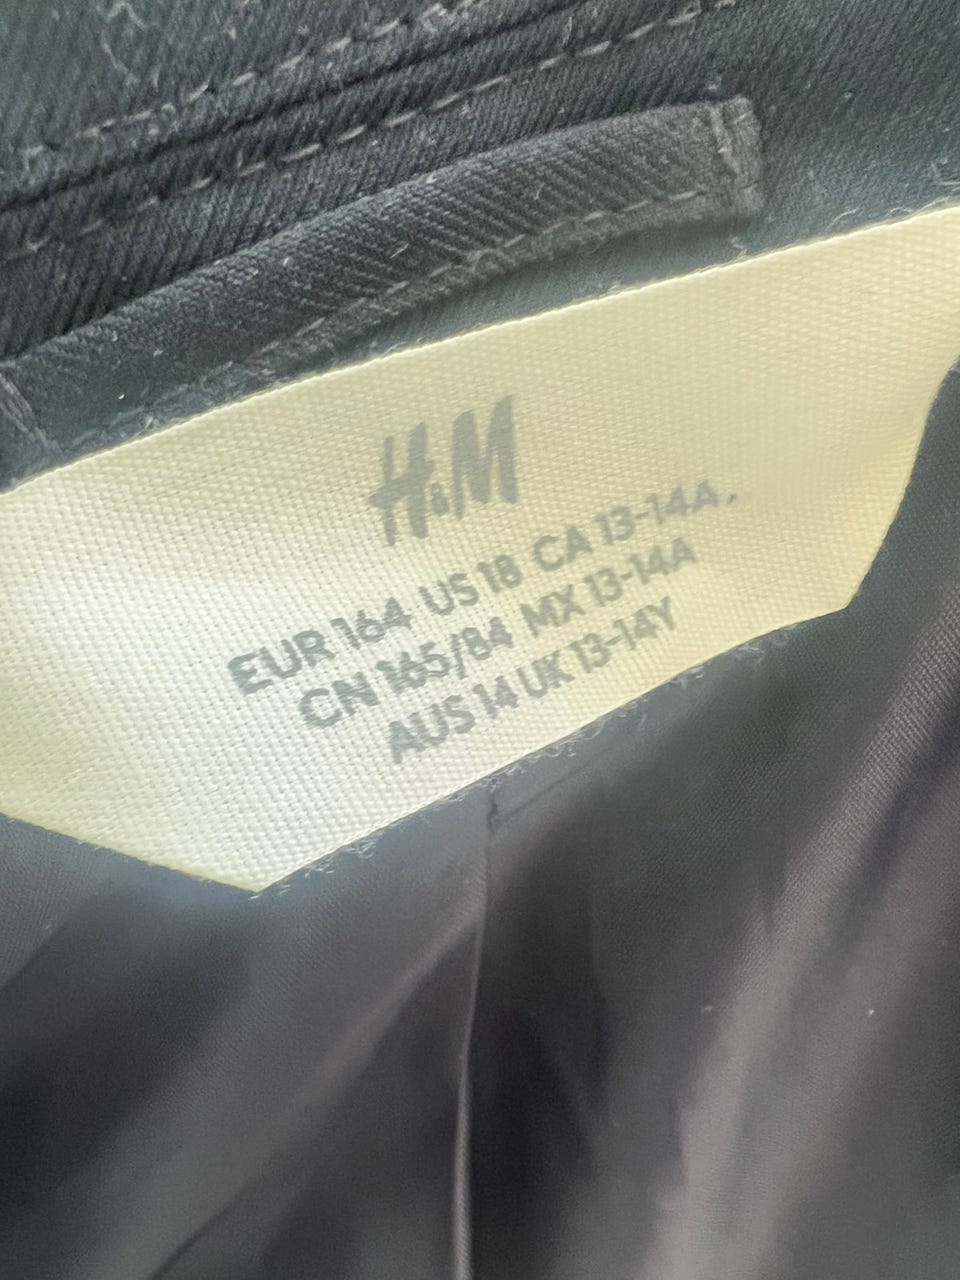 H&M
EUR 164 US 18 CA 13-14A.
CN 165/84 MX 13-14A
AUS 14 UK 13-14Y